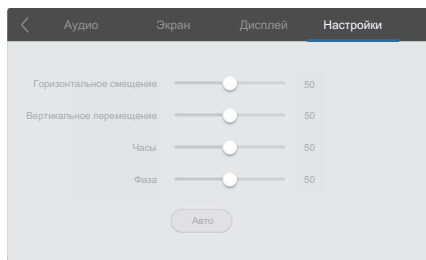 Аудио Экран Дисплей Настройки
Горизонтальное смещение 50
Вертикальное перемещение 50
Часы 50
Фаза 50
Авто